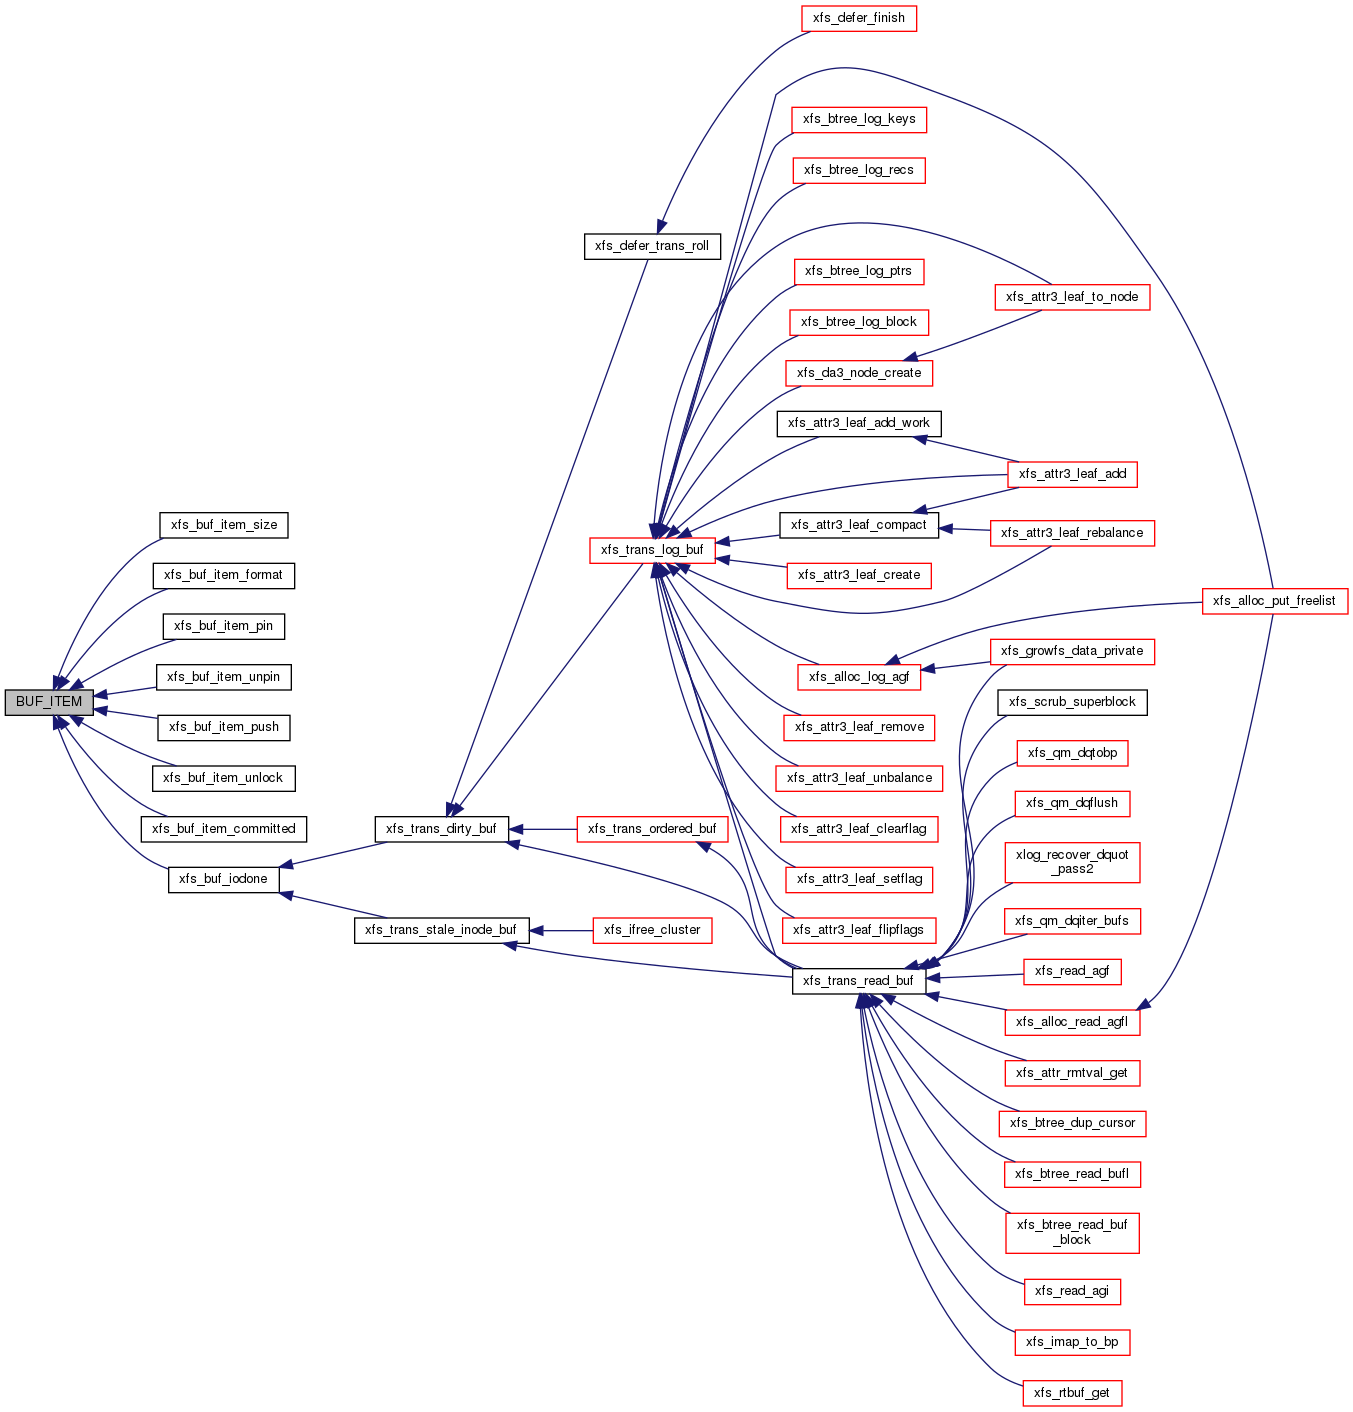 xfs_defer_finish
xfs_btree_log_keys
xfs_btree_log_recs
xfs_defer_trans_roll
xfs_btree_log_ptrs
xfs_attr3_leaf_to_node
xfs_btree_log_block
xfs_da3_node_create
xfs_attr3_leaf_add_work
xfs_attr3_leaf_add
xfs_buf_item_size
xfs_attr3_leaf_compact
xfs_attr3_leaf_rebalance
xfs_trans_log_buf
xfs_buf_item_format
xfs_attr3_leaf_create
xfs_alloc_put_freelist
xfs_buf_item_pin
xfs_growfs_data_private
xfs_buf_item_unpin
xfs_alloc_log_agf
BUF_ITEM
xfs_scrub_superblock
xfs_buf_item_push
xfs_attr3_leaf_remove
xfs_qm_dqtobp
xfs_buf_item_unlock
xfs_attr3_leaf_unbalance
xfs_qm_dqflush
xfs_buf_item_committed
xfs_trans_dirty_buf
xfs_trans_ordered_buf
xfs_attr3_leaf_clearflag
xlog_recover_dquot
_pass2
xfs_buf_iodone
xfs_attr3_leaf_setflag
xfs_qm_dqiter_bufs
xfs_trans_stale_inode_buf
xfs_ifree_cluster
xfs_attr3_leaf_flipflags
xfs_read_agf
xfs_trans_read_buf
xfs_alloc_read_agfl
xfs_attr_rmtval_get
xfs_btree_dup_cursor
xfs_btree_read_bufl
xfs_btree_read_buf
_block
xfs_read_agi
xfs_imap_to_bp
xfs_rtbuf_get